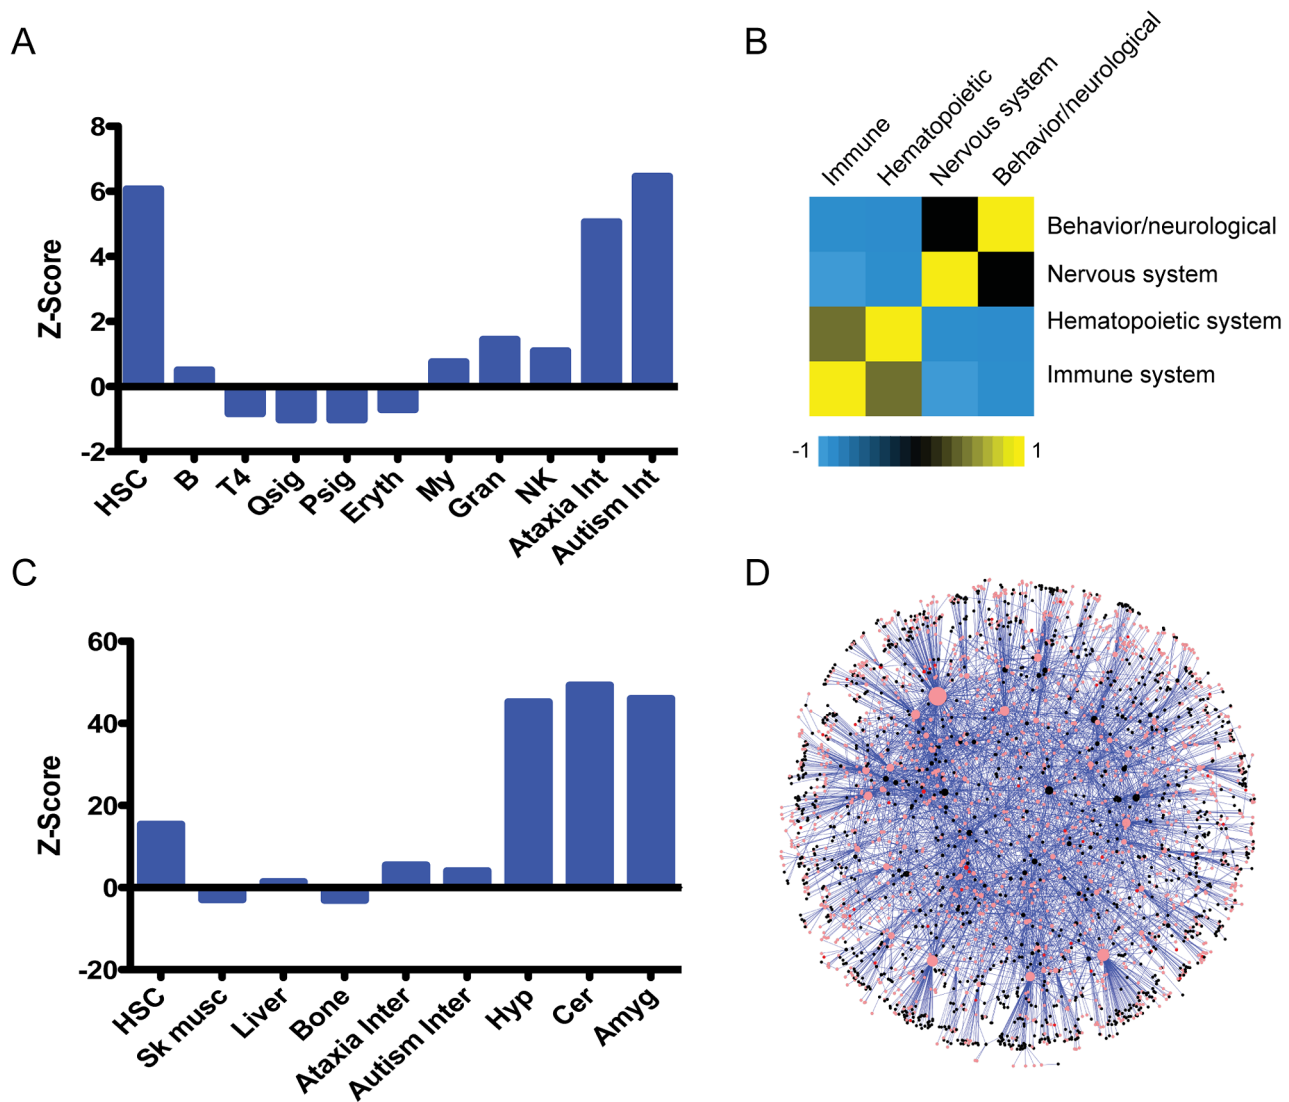 A
8
6
4
2
0
-2
Z-Score
HSC
B
T4
Qsig
Psig
Eryth
My
Gran
NK
Ataxia Int
Autism Int
B
Immune
Hematopoietic
Nervous system
Behavior/neurological
Behavior/neurological
Nervous system
Hematopoietic system
Immune system
-1
1
C
60
40
20
0
-20
Z-Score
HSC
Sk musc
Liver
Bone
Ataxia Inter
Autism Inter
Hyp
Cer
Amyg
D